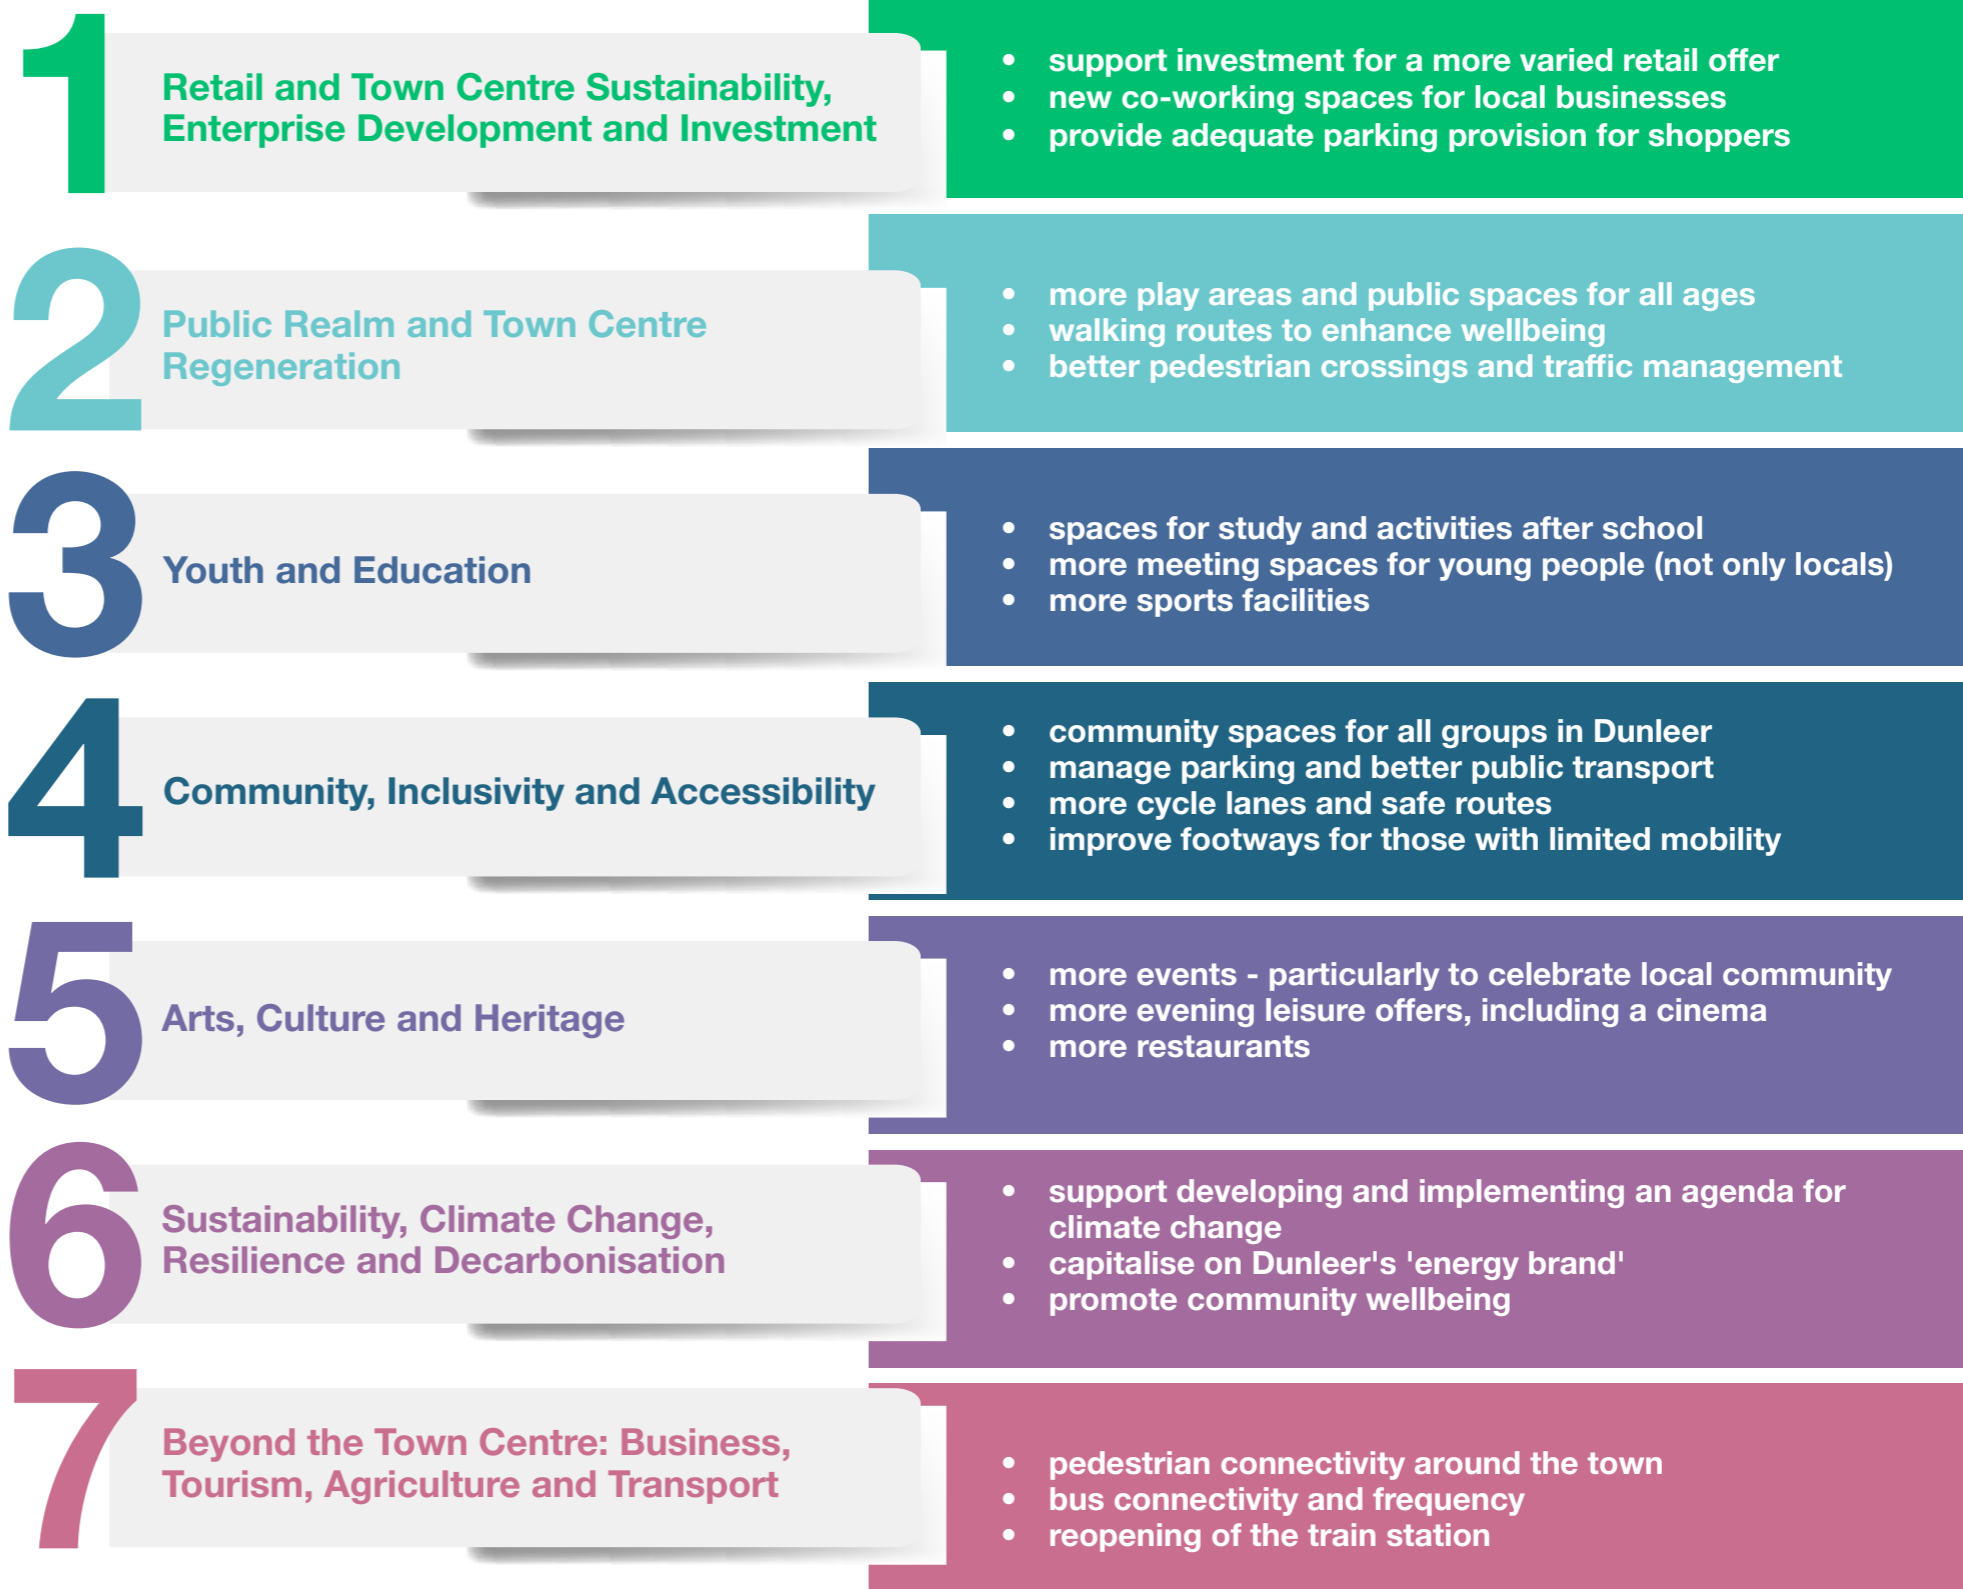 1
Retail and Town Centre Sustainability,
Enterprise Development and Investment
• support investment for a more varied retail offer
• new co-working spaces for local businesses
• provide adequate parking provision for shoppers
2
Public Realm and Town Centre
Regeneration
• more play areas and public spaces for all ages
• walking routes to enhance wellbeing
• better pedestrian crossings and traffic management
3
Youth and Education
• spaces for study and activities after school
• more meeting spaces for young people (not only locals)
• more sports facilities
4
Community, Inclusivity and Accessibility
• community spaces for all groups in Dunleer
• manage parking and better public transport
• more cycle lanes and safe routes
• improve footways for those with limited mobility
5
Arts, Culture and Heritage
• more events - particularly to celebrate local community
• more evening leisure offers, including a cinema
• more restaurants
6
Sustainability, Climate Change,
Resilience and Decarbonisation
• support developing and implementing an agenda for
climate change
• capitalise on Dunleer's 'energy brand'
• promote community wellbeing
7
Beyond the Town Centre: Business,
Tourism, Agriculture and Transport
• pedestrian connectivity around the town
• bus connectivity and frequency
• reopening of the train station